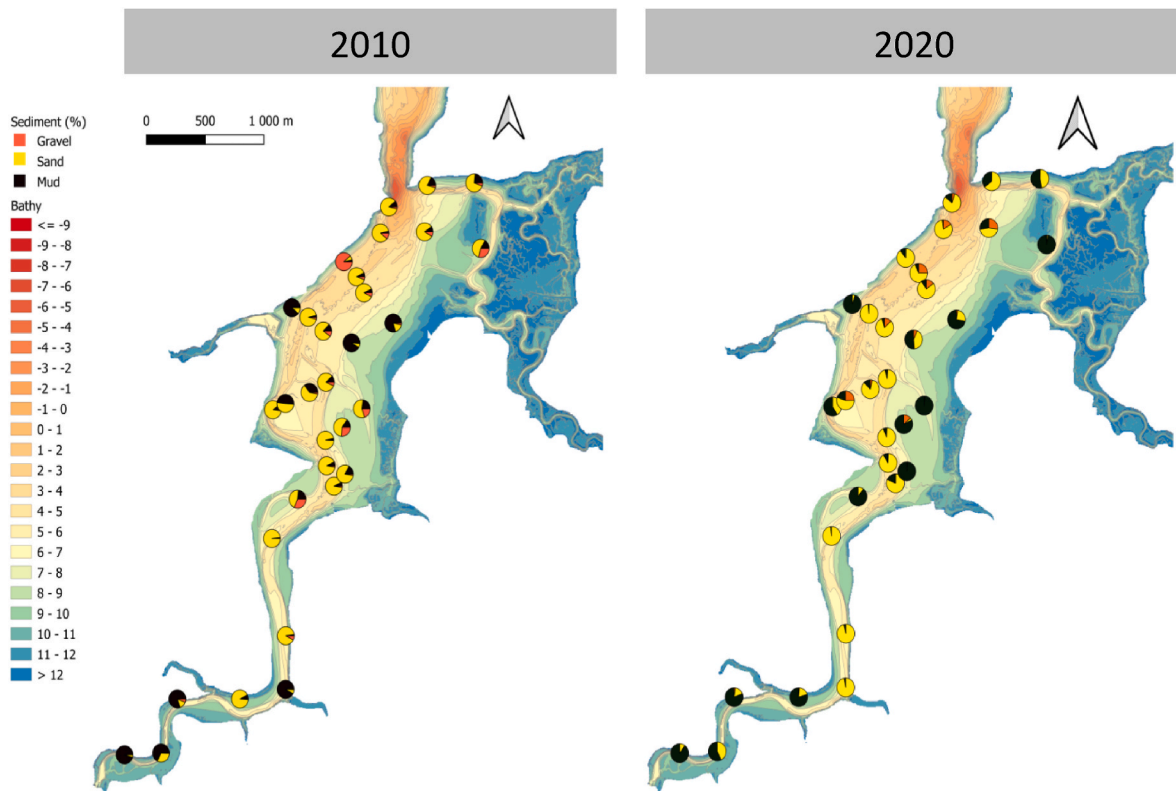 2010
2020
0 500 1 000 m
Sediment (%)
Gravel
Sand
Mud
Bathy
<= -9
-9 - -8
-8 - -7
-7 - -6
-6 - -5
-5 - -4
-4 - -3
-3 - -2
-2 - -1
-1 - 0
0 - 1
1 - 2
2 - 3
3 - 4
4 - 5
5 - 6
6 - 7
7 - 8
8 - 9
9 - 10
10 - 11
11 - 12
> 12